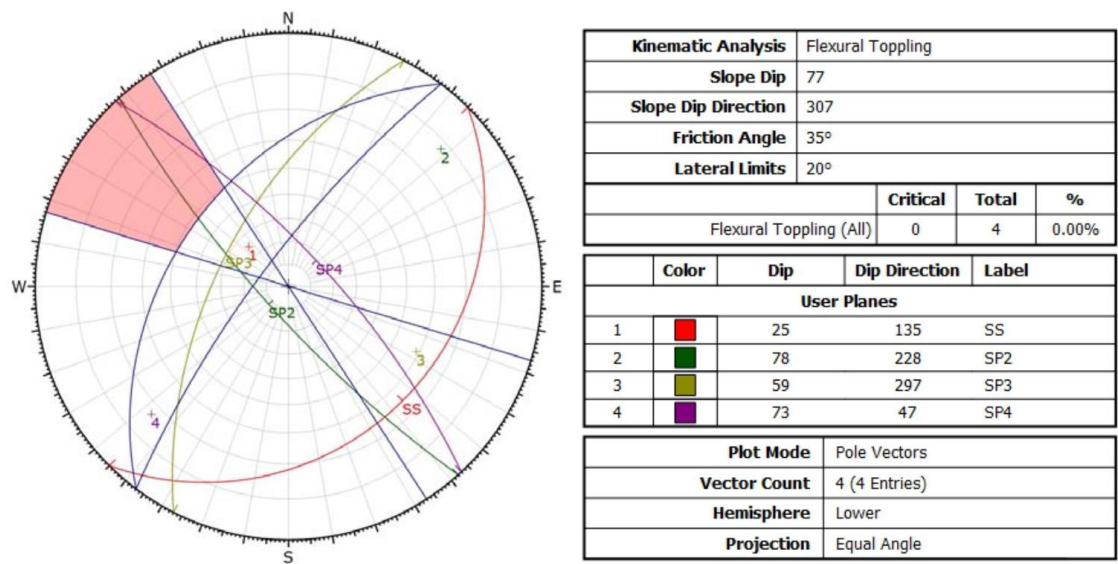 N
W
E
S
2
1
SP3
SP4
SP2
3
SS
4
Kinematic Analysis Flexural Toppling
Slope Dip 77
Slope Dip Direction 307
Friction Angle 35º
Lateral Limits 20º
Critical Total %
Flexural Toppling (All) 0 4 0.00%
Color Dip Dip Direction Label
User Planes
1 25 135 SS
2 78 228 SP2
3 59 297 SP3
4 73 47 SP4
Plot Mode Pole Vectors
Vector Count 4 (4 Entries)
Hemisphere Lower
Projection Equal Angle